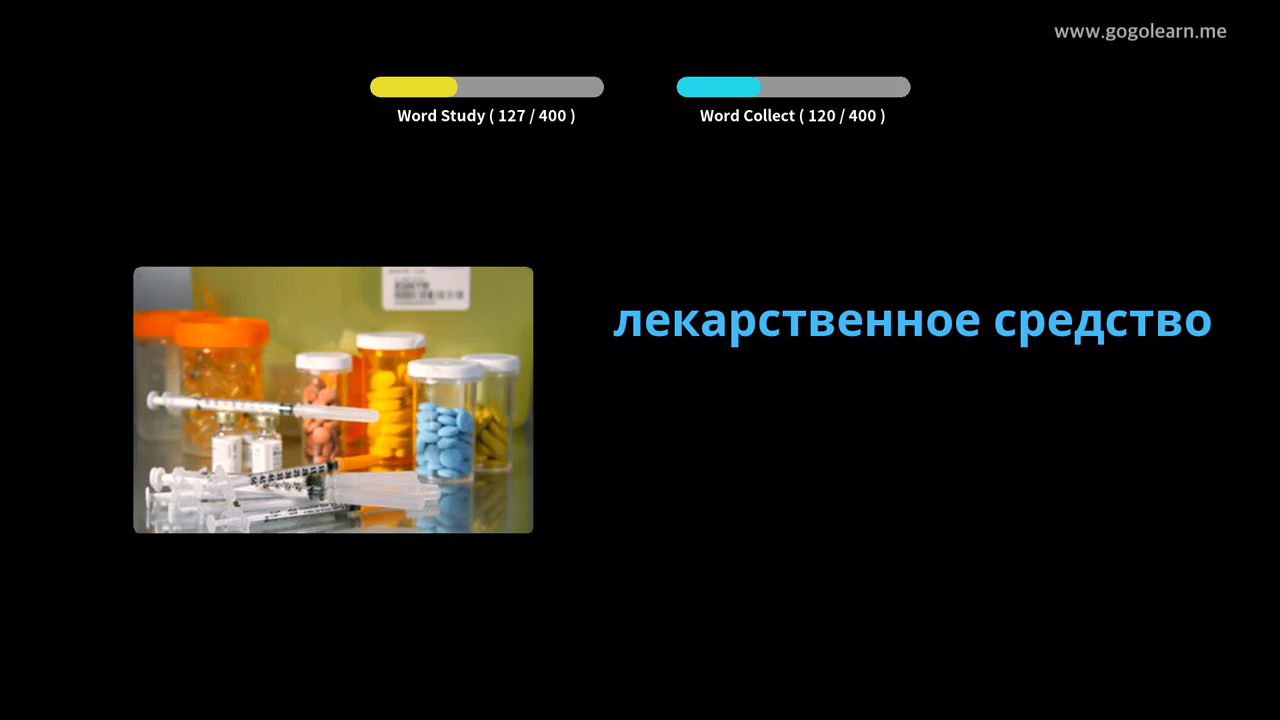 www.gogolearn.me
Word Study ( 127 / 400 )
Word Collect ( 120 / 400 )
лекарственное средство